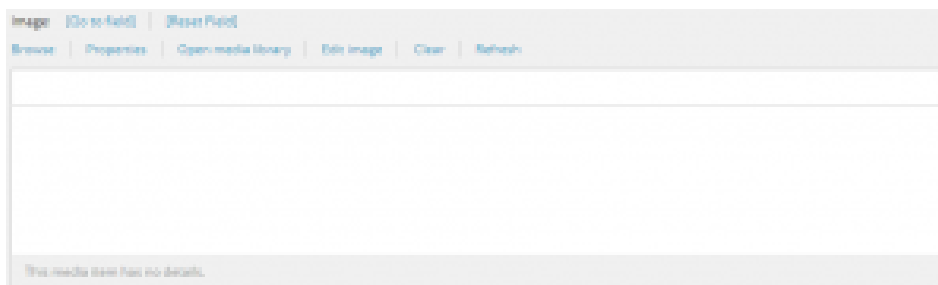 Image [Go to field] [Reset Field]
Browse Properties Open media library Edit image Clear Refresh
This media item has no details.